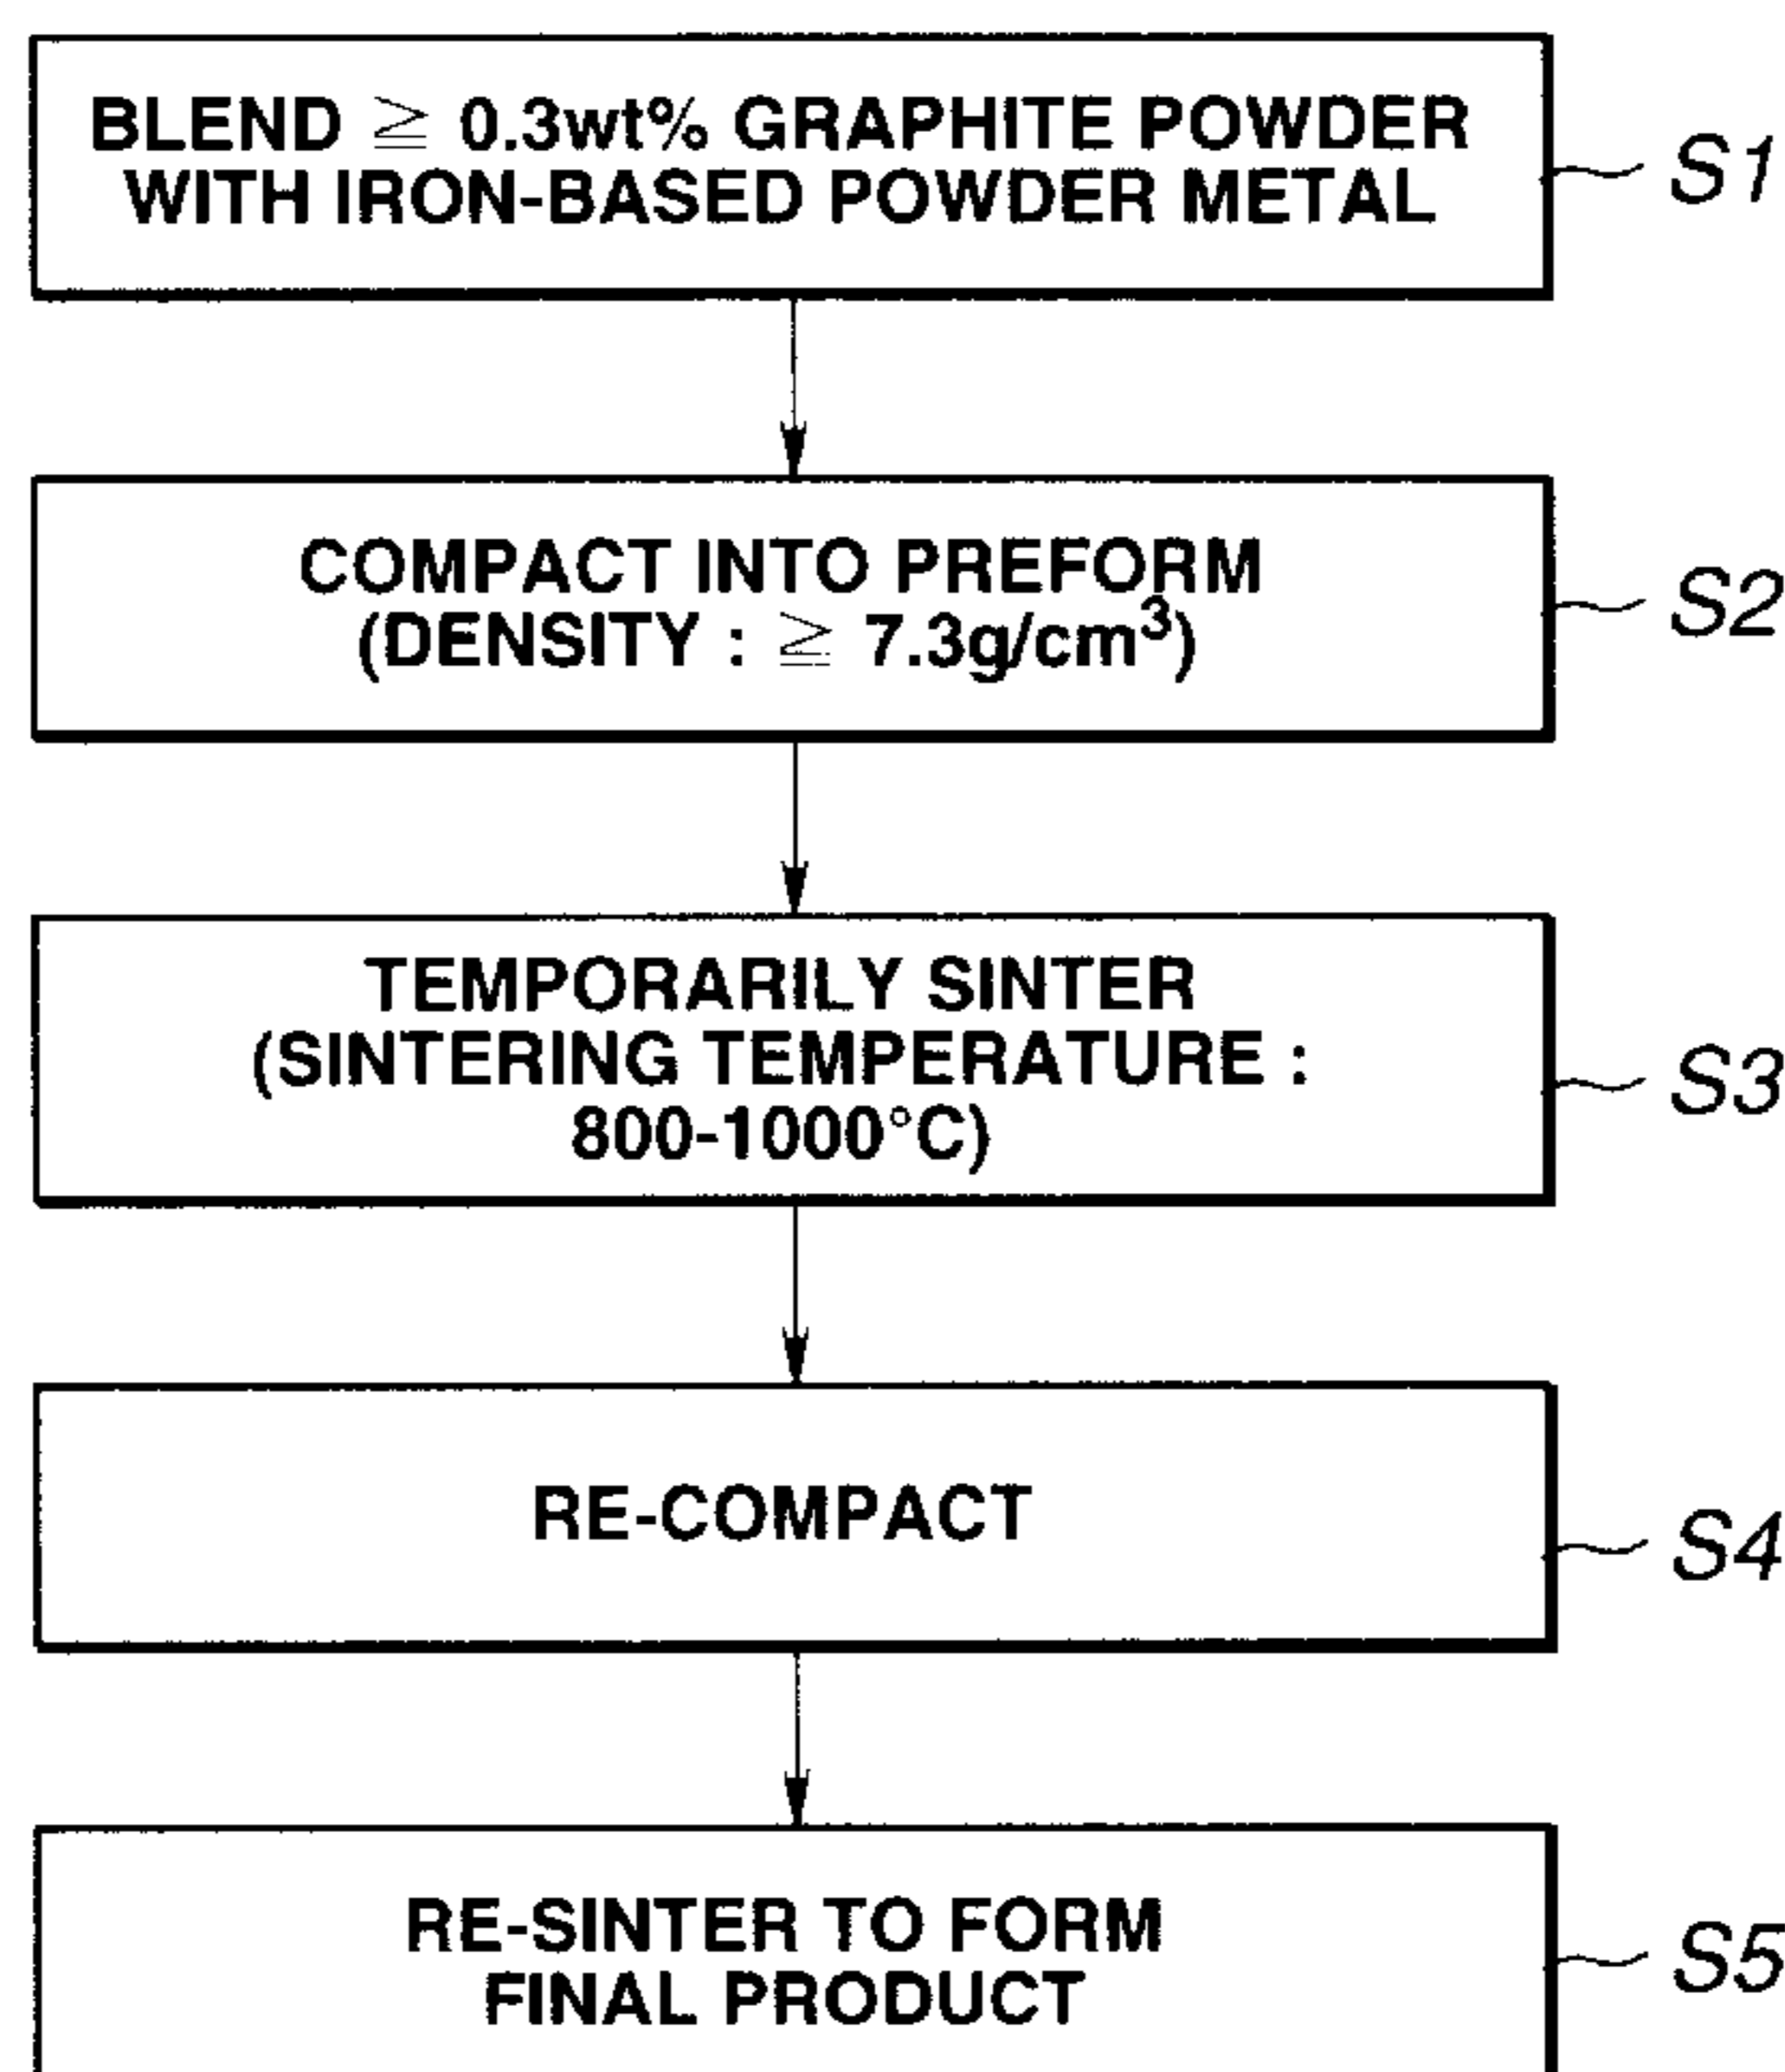 BLEND ≧ 0.3wt% GRAPHITE POWDER
WITH IRON-BASED POWDER METAL
S1
COMPACT INTO PREFORM
(DENSITY : ≧ 7.3g/cm³)
S2
TEMPORARILY SINTER
(SINTERING TEMPERATURE :
800-1000°C)
S3
RE-COMPACT
S4
RE-SINTER TO FORM
FINAL PRODUCT
S5